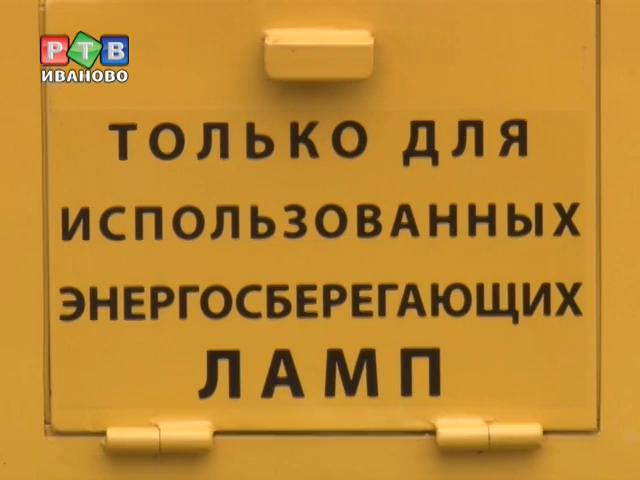 РТВ
ИВАНОВО
ТОЛЬКО ДЛЯ
ИСПОЛЬЗОВАННЫХ
ЭНЕРГОСБЕРЕГАЮЩИХ
ЛАМП